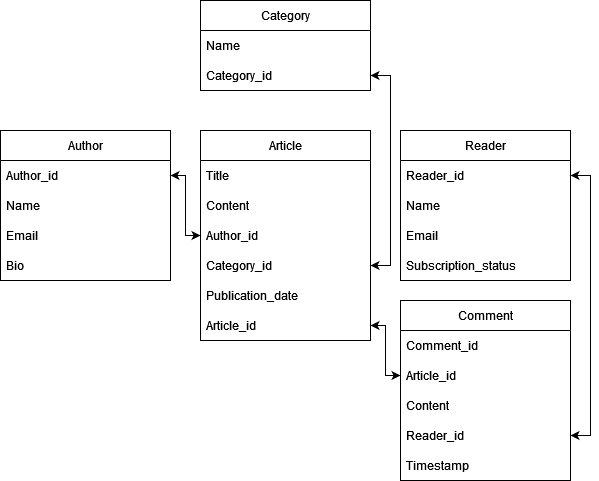 Category
Name
Category_id
Author
Author_id
Name
Email
Bio
Article
Title
Content
Author_id
Category_id
Publication_date
Article_id
Reader
Reader_id
Name
Email
Subscription_status
Comment
Comment_id
Article_id
Content
Reader_id
Timestamp